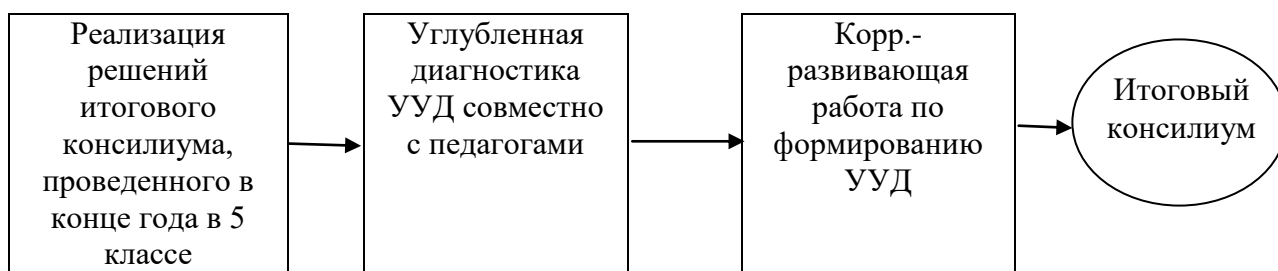 Реализация
решений
итогового
консилиума,
проведенного в
конце года в 5
классе
Углубленная
диагностика
УУД совместно
с педагогами
Корр.-
развивающая
работа по
формированию
УУД
Итоговый
консилиум